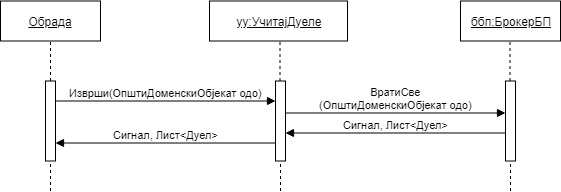 Обрада
уу:УчитајДуеле
ббп:БрокерБП
Изврши(ОпштиДоменскиОбјекат одо)
ВратиСве
(ОпштиДоменскиОбјекат одо)
Сигнал, Лист<Дуел>
Сигнал, Лист<Дуел>